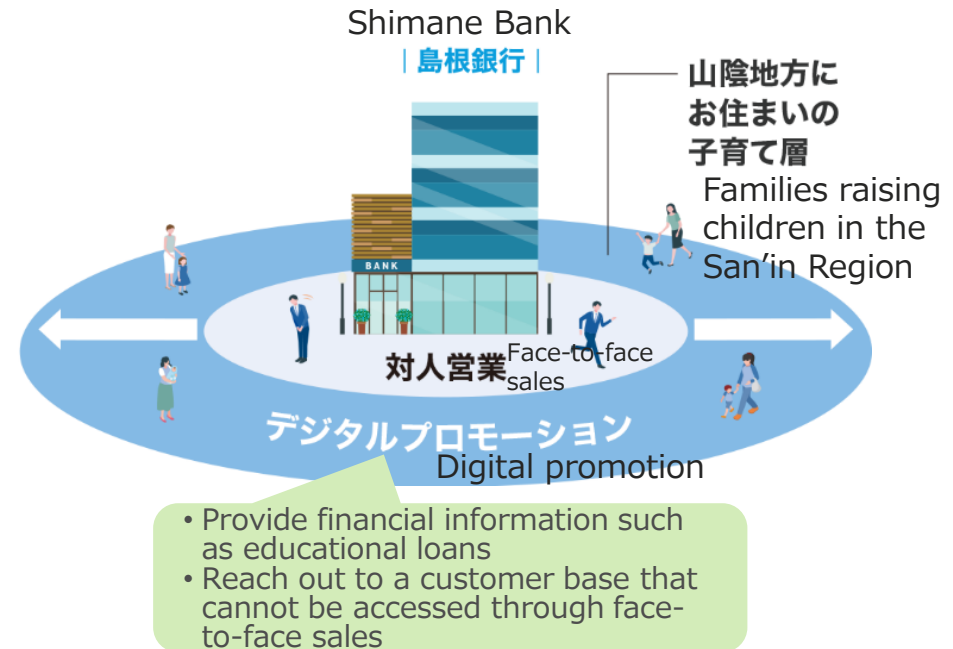 Shimane Bank
| 島根銀行 |
山陰地方に
お住まいの
子育て層
Families raising
children in the
San'in Region
BANK
対人営業
Face-to-face
sales
デジタルプロモーション
Digital promotion
• Provide financial information such
as educational loans
• Reach out to a customer base that
cannot be accessed through face-
to-face sales